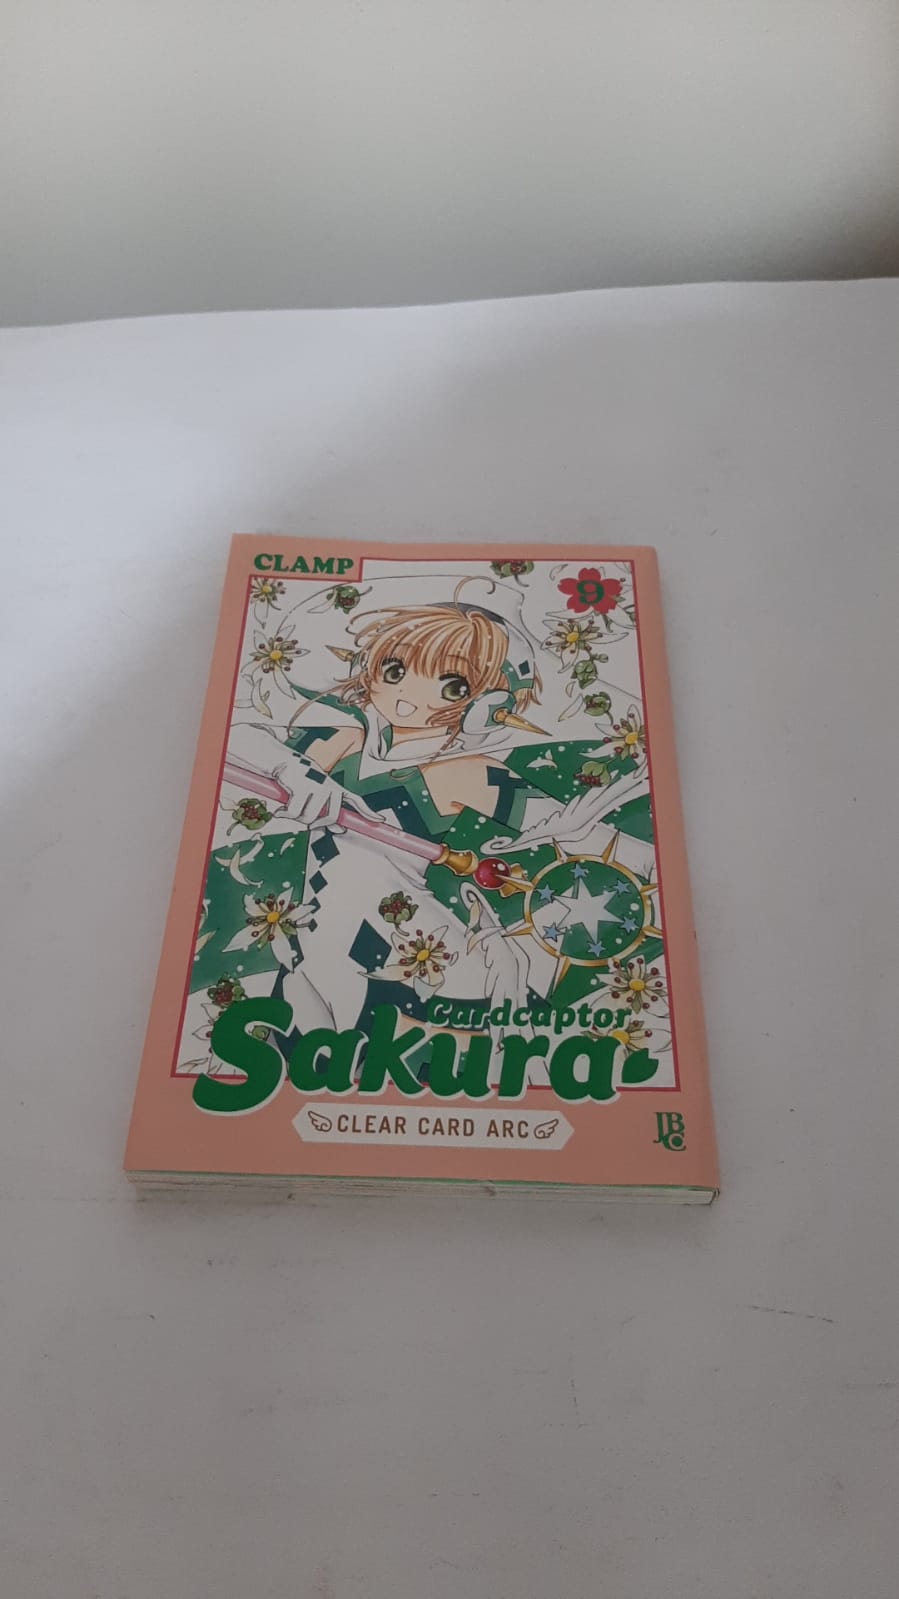 CLAMP
9
Cardcaptor
Sakura
CLEAR CARD ARC
JBC